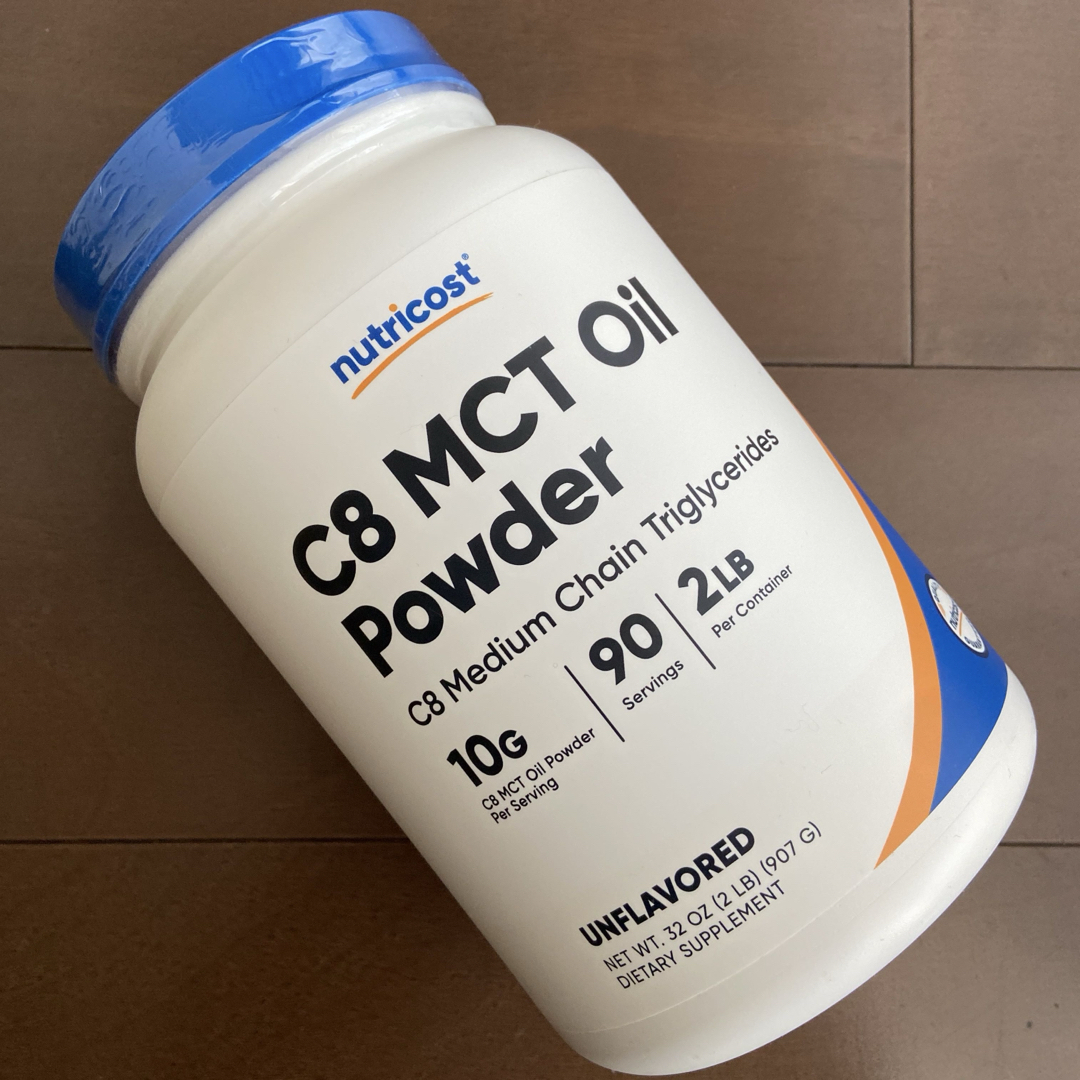 nutricost®
C8 MCT Oil
Powder
C8 Medium Chain Triglycerides
10G
C8 MCT Oil Powder
Per Serving
90
Servings
2LB
Per Container
UNFLAVORED
NET WT. 32 OZ (2 LB) (907 G)
DIETARY SUPPLEMENT